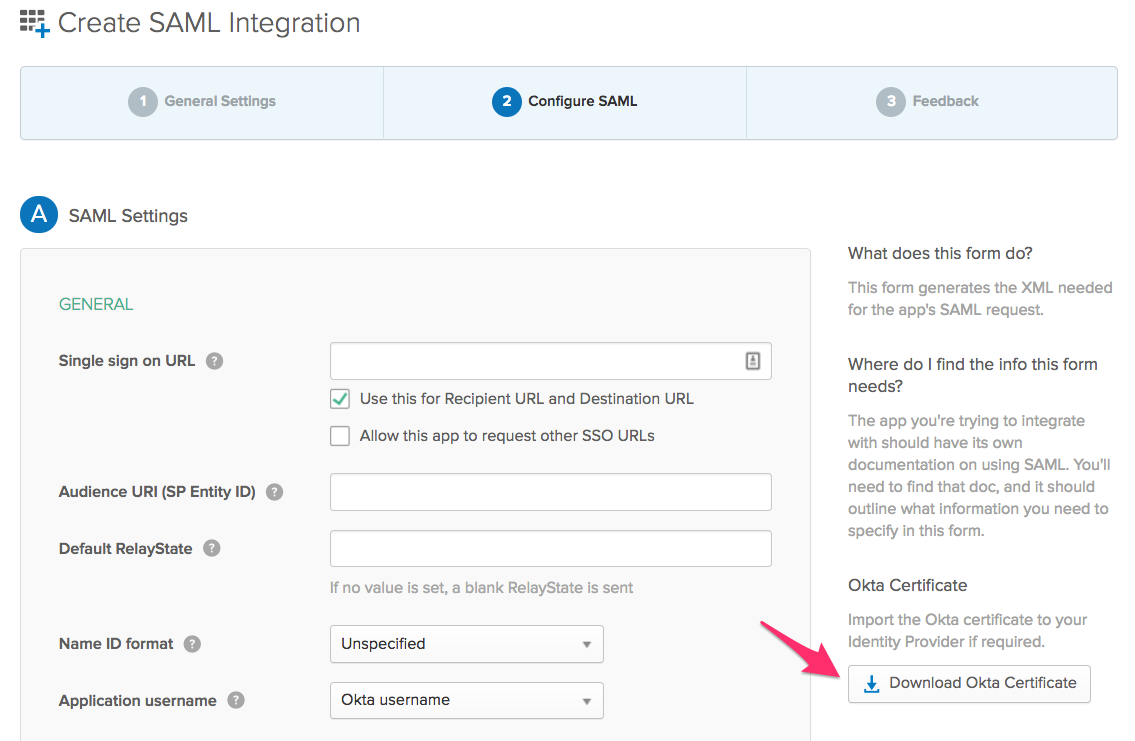 Create SAML Integration
1 General Settings
2 Configure SAML
3 Feedback
A SAML Settings
GENERAL
Single sign on URL ?
Use this for Recipient URL and Destination URL
Allow this app to request other SSO URLs
Audience URI (SP Entity ID) ?
Default RelayState ?
If no value is set, a blank RelayState is sent
Name ID format ? Unspecified
Application username ? Okta username
What does this form do?
This form generates the XML needed
for the app's SAML request.
Where do I find the info this form
needs?
The app you're trying to integrate
with should have its own
documentation on using SAML. You'll
need to find that doc, and it should
outline what information you need to
specify in this form.
Okta Certificate
Import the Okta certificate to your
Identity Provider if required.
Download Okta Certificate